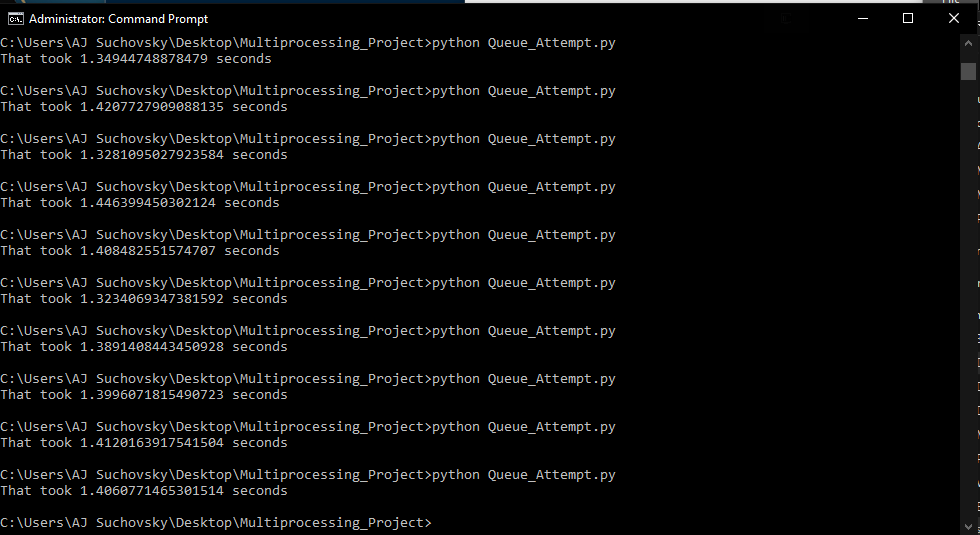 Administrator: Command Prompt
C:\Users\AJ Suchovsky\Desktop\Multiprocessing_Project>python Queue_Attempt.py
That took 1.34944748878479 seconds
C:\Users\AJ Suchovsky\Desktop\Multiprocessing_Project>python Queue_Attempt.py
That took 1.4207727909088135 seconds
C:\Users\AJ Suchovsky\Desktop\Multiprocessing_Project>python Queue_Attempt.py
That took 1.3281095027923584 seconds
C:\Users\AJ Suchovsky\Desktop\Multiprocessing_Project>python Queue_Attempt.py
That took 1.446399450302124 seconds
C:\Users\AJ Suchovsky\Desktop\Multiprocessing_Project>python Queue_Attempt.py
That took 1.408482551574707 seconds
C:\Users\AJ Suchovsky\Desktop\Multiprocessing_Project>python Queue_Attempt.py
That took 1.3234069347381592 seconds
C:\Users\AJ Suchovsky\Desktop\Multiprocessing_Project>python Queue_Attempt.py
That took 1.3891408443450928 seconds
C:\Users\AJ Suchovsky\Desktop\Multiprocessing_Project>python Queue_Attempt.py
That took 1.3996071815490723 seconds
C:\Users\AJ Suchovsky\Desktop\Multiprocessing_Project>python Queue_Attempt.py
That took 1.4120163917541504 seconds
C:\Users\AJ Suchovsky\Desktop\Multiprocessing_Project>python Queue_Attempt.py
That took 1.4060771465301514 seconds
C:\Users\AJ Suchovsky\Desktop\Multiprocessing_Project>